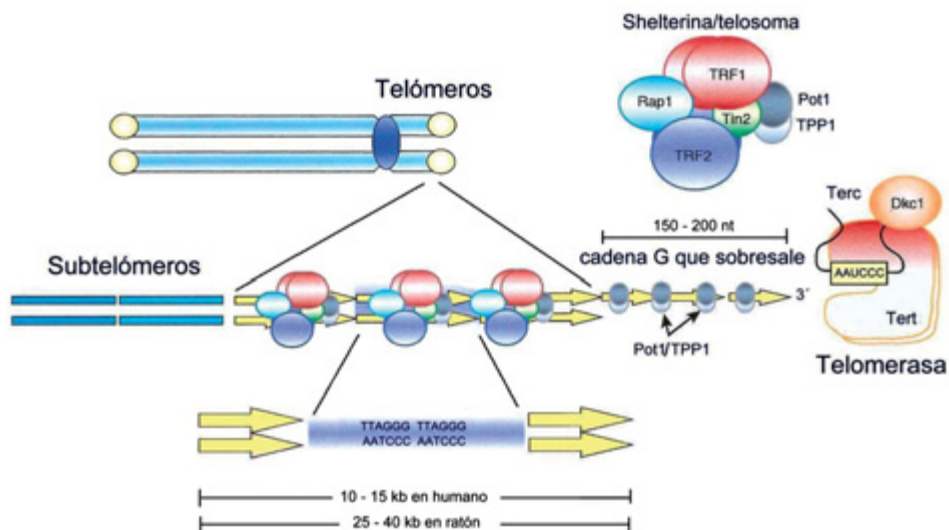 Shelterina/telosoma
TRF1
Rap1
Tin2
Pot1
TPP1
TRF2
Telómeros
Terc
Dkc1
150 - 200 nt
Subtelómeros
cadena G que sobresale
AAUCCC
3´
Tert
Pot1/TPP1
Telomerasa
TTAGGG TTAGGG
AATCCC AATCCC
10 - 15 kb en humano
25 - 40 kb en ratón